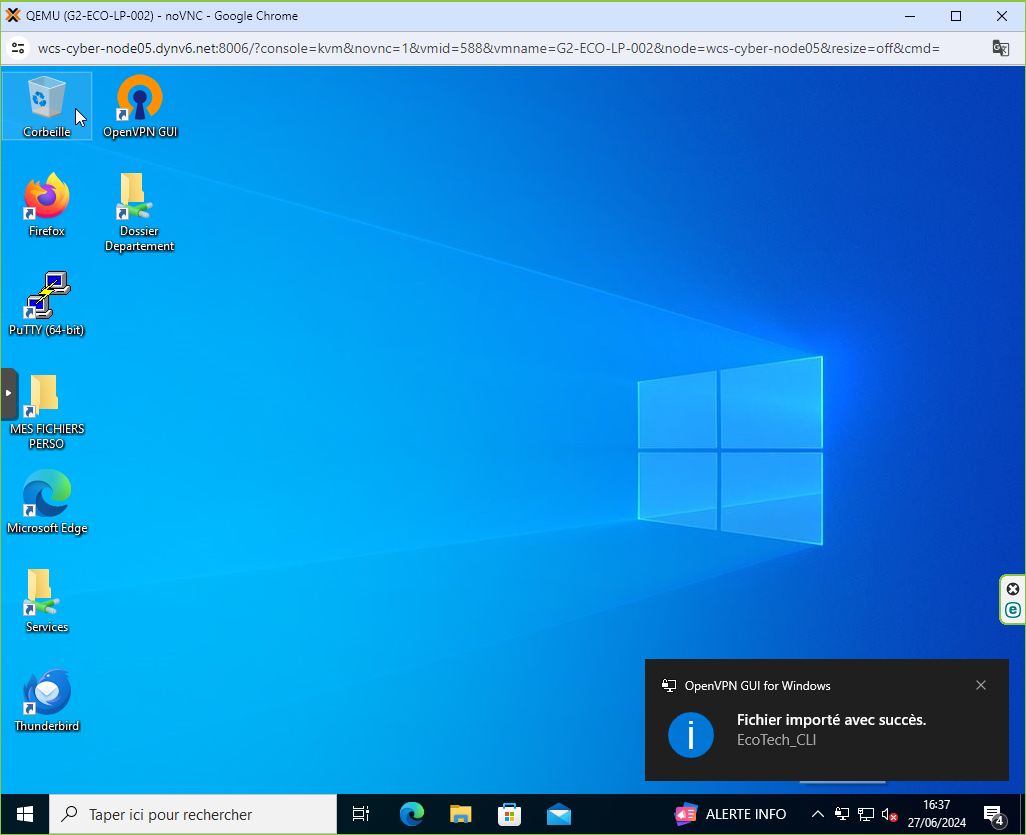 QEMU (G2-ECO-LP-002) - noVNC - Google Chrome
wcs-cyber-node05.dynv6.net:8006/?console=kvm&novnc=1&vmid=588&vmname=G2-ECO-LP-002&node=wcs-cyber-node05&resize=off&cmd=
Corbeille
OpenVPN GUI
Firefox
Dossier
Departement
PuTTY (64-bit)
MES FICHIERS
PERSO
Microsoft Edge
Services
Thunderbird
OpenVPN GUI for Windows
Fichier importé avec succès.
EcoTech_CLI
Taper ici pour rechercher
ALERTE INFO
16:37
27/06/2024
4